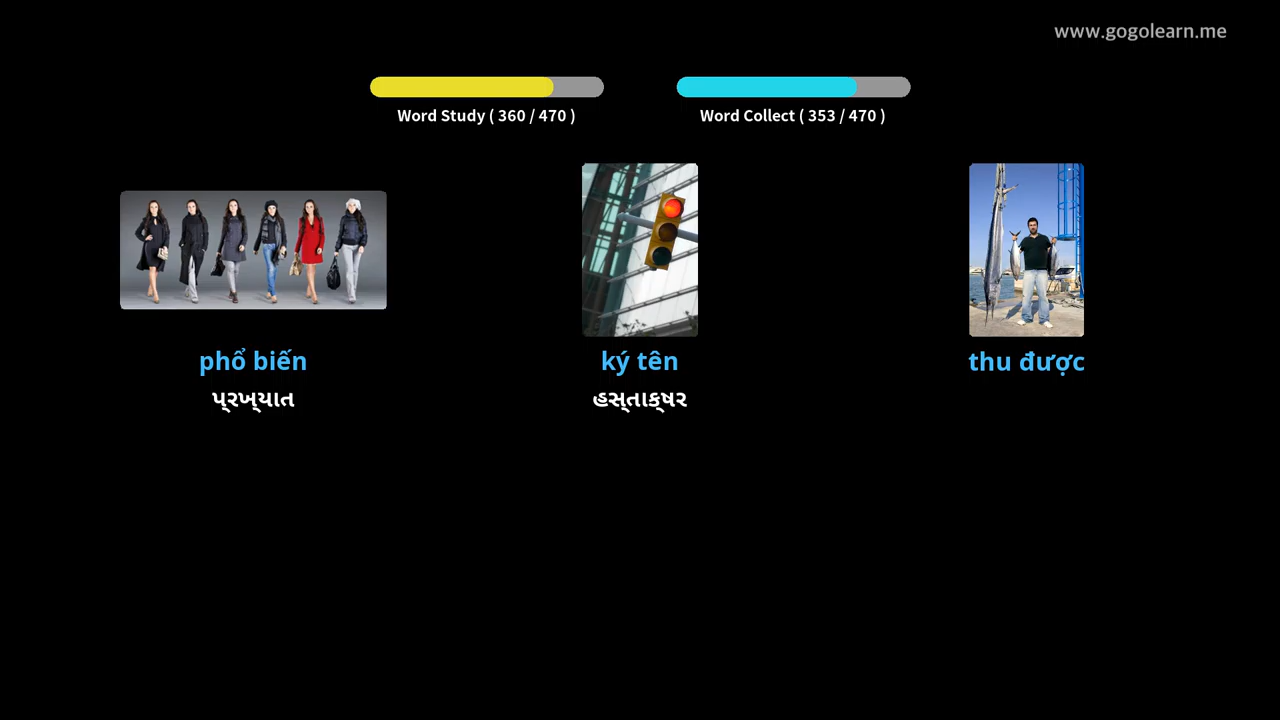 www.gogolearn.me
Word Study ( 360 / 470 )
Word Collect ( 353 / 470 )
phổ biến
ký tên
thu được
પ્રખ્યાત
હસ્તાક્ષર